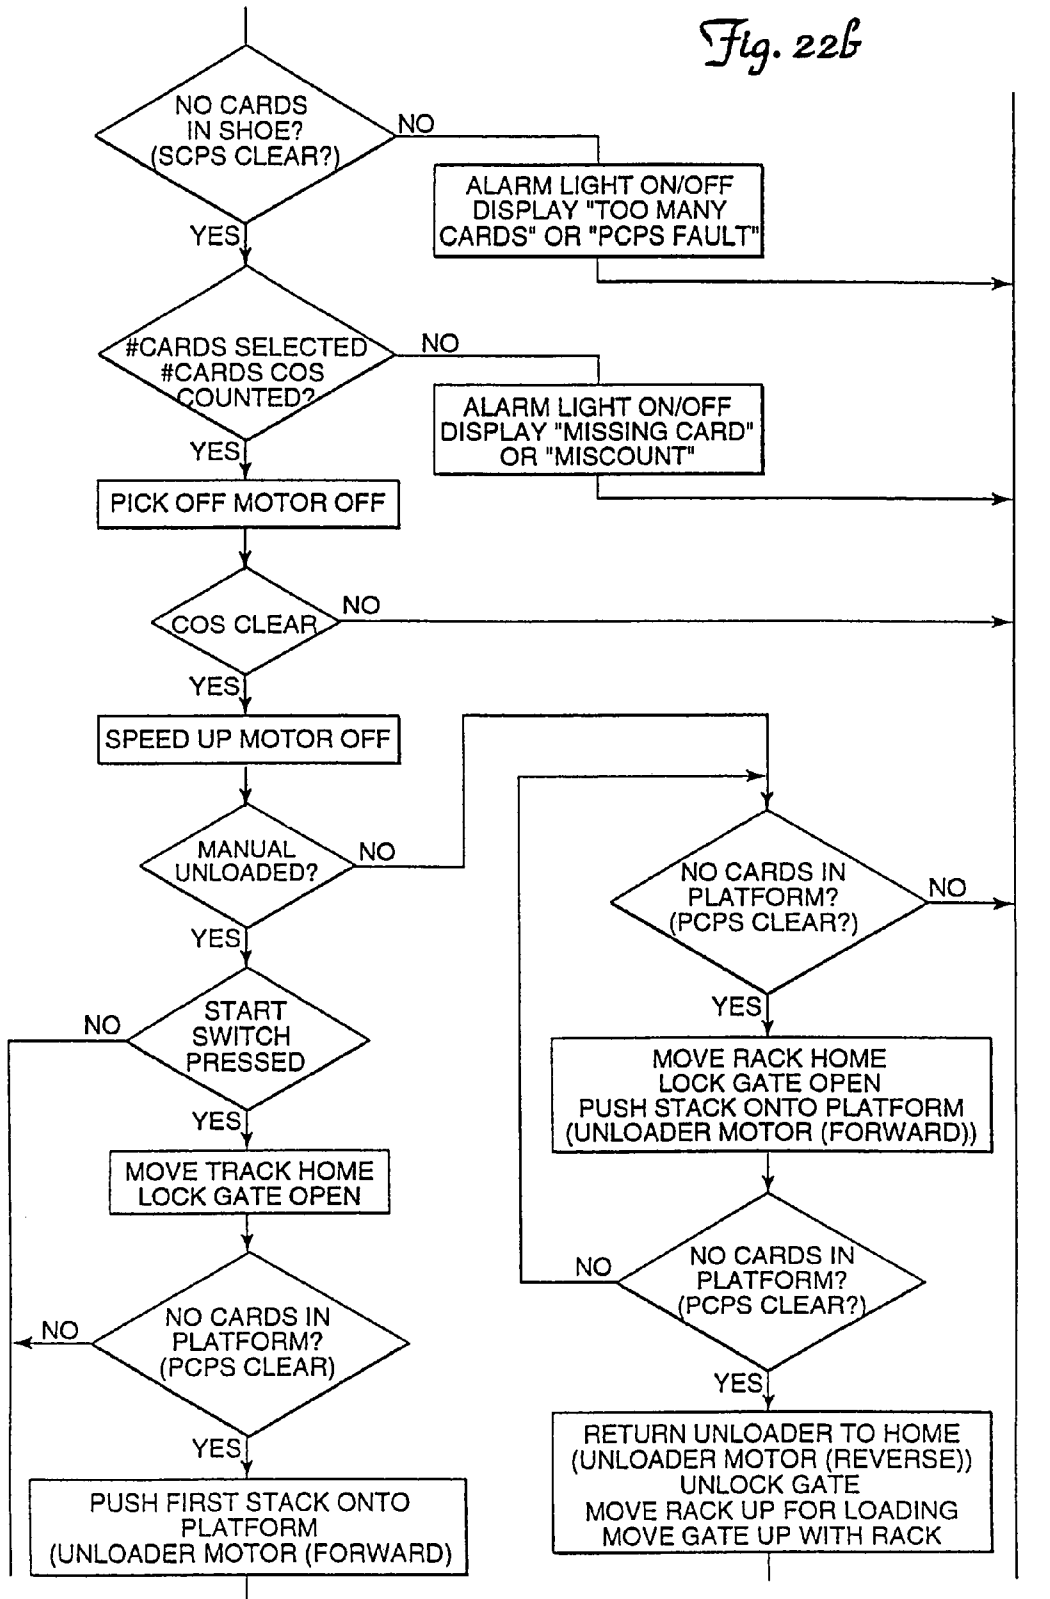 Fig. 22b
NO CARDS
IN SHOE?
(SCPS CLEAR?)
NO
ALARM LIGHT ON/OFF
DISPLAY "TOO MANY
CARDS" OR "PCPS FAULT"
YES
#CARDS SELECTED
#CARDS COS
COUNTED?
NO
ALARM LIGHT ON/OFF
DISPLAY "MISSING CARD"
OR "MISCOUNT"
YES
PICK OFF MOTOR OFF
COS CLEAR
NO
YES
SPEED UP MOTOR OFF
MANUAL
UNLOADED?
NO
YES
START
SWITCH
PRESSED
NO
YES
MOVE TRACK HOME
LOCK GATE OPEN
NO CARDS IN
PLATFORM?
(PCPS CLEAR)
NO
YES
PUSH FIRST STACK ONTO
PLATFORM
(UNLOADER MOTOR (FORWARD)
NO CARDS IN
PLATFORM?
(PCPS CLEAR?)
NO
YES
MOVE RACK HOME
LOCK GATE OPEN
PUSH STACK ONTO PLATFORM
(UNLOADER MOTOR (FORWARD))
NO CARDS IN
PLATFORM?
(PCPS CLEAR?)
NO
YES
RETURN UNLOADER TO HOME
(UNLOADER MOTOR (REVERSE))
UNLOCK GATE
MOVE RACK UP FOR LOADING
MOVE GATE UP WITH RACK